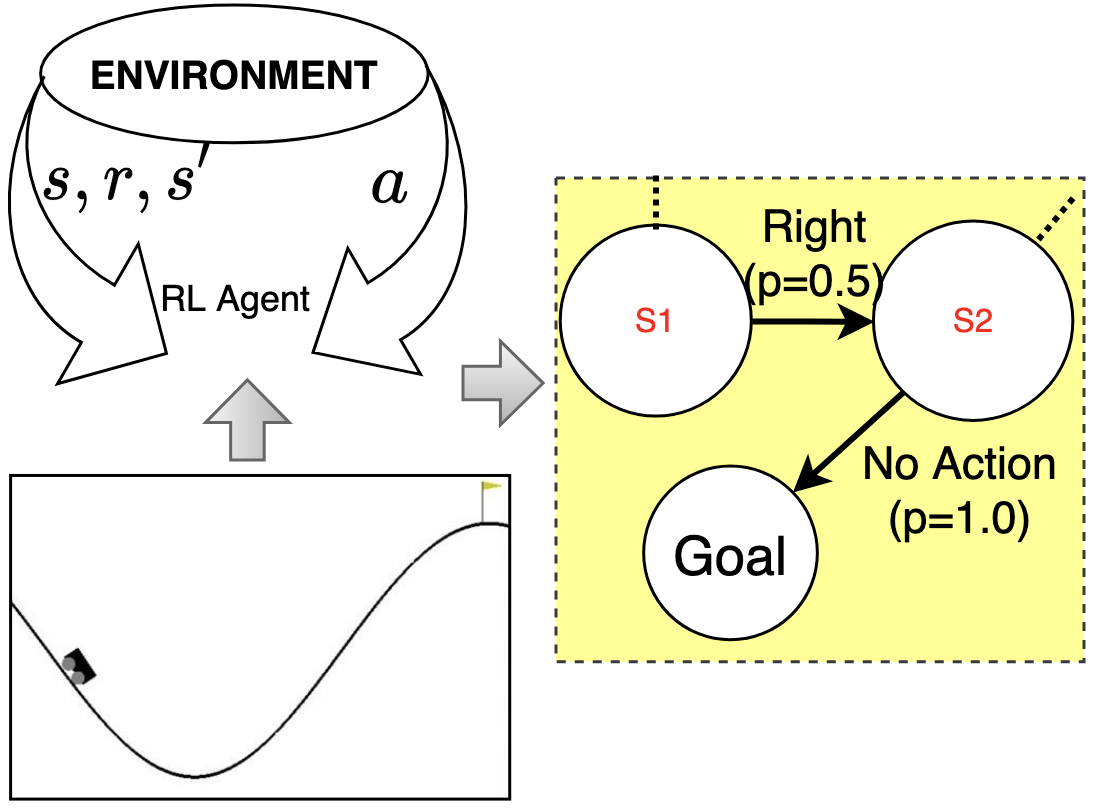 ENVIRONMENT
s, r, s′
a
RL Agent
Right
(p=0.5)
S1
S2
No Action
(p=1.0)
Goal